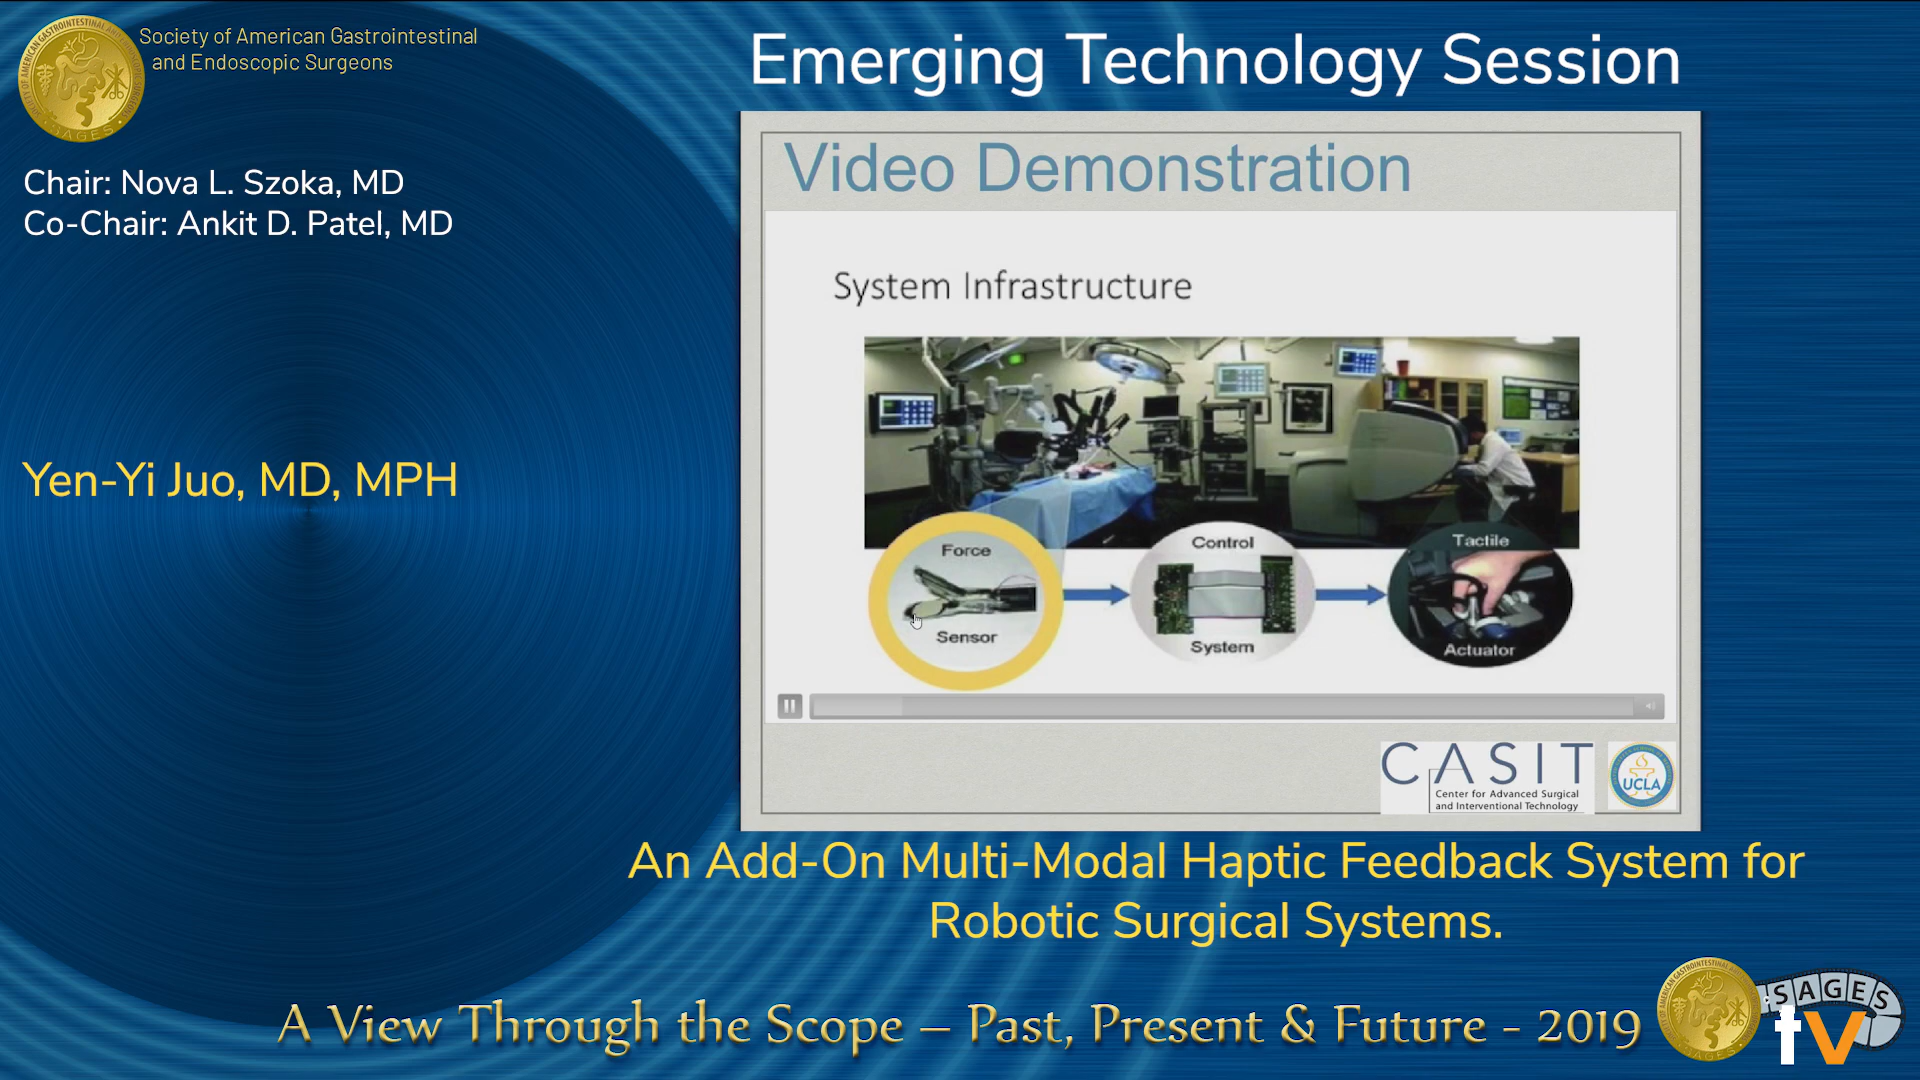 Society of American Gastrointestinal
and Endoscopic Surgeons
Emerging Technology Session
Chair: Nova L. Szoka, MD
Co-Chair: Ankit D. Patel, MD
Yen-Yi Juo, MD, MPH
Video Demonstration
System Infrastructure
Force
Sensor
Control
System
Tactile
Actuator
CASIT
Center for Advanced Surgical
and Interventional Technology
UCLA
An Add-On Multi-Modal Haptic Feedback System for
Robotic Surgical Systems.
A View Through the Scope – Past, Present & Future - 2019
SAGES
tv